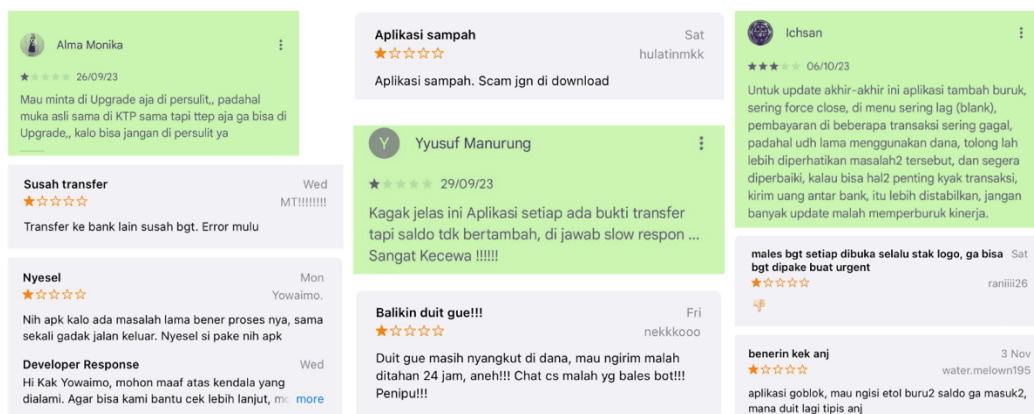 Alma Monika
26/09/23
Mau minta di Upgrade aja di persulit,, padahal
muka asli sama di KTP sama tapi ttep aja ga bisa di
Upgrade,, kalo bisa jangan di persulit ya
Susah transfer Wed
MT!!!!!!!!
Transfer ke bank lain susah bgt. Error mulu
Nyesel Mon
Yowaimo.
Nih apk kalo ada masalah lama bener proses nya, sama
sekali gadak jalan keluar. Nyesel si pake nih apk
Developer Response Wed
Hi Kak Yowaimo, mohon maaf atas kendala yang
dialami. Agar bisa kami bantu cek lebih lanjut, more
Aplikasi sampah Sat
hulatinmkk
Aplikasi sampah. Scam jgn di download
Y Yyusuf Manurung
29/09/23
Kagak jelas ini Aplikasi setiap ada bukti transfer
tapi saldo tdk bertambah, di jawab slow respon ...
Sangat Kecewa !!!!!!
Balikin duit gue!!! Fri
nekkkooo
Duit gue masih nyangkut di dana, mau ngirim malah
ditahan 24 jam, aneh!!! Chat cs malah yg bales bot!!!
Penipu!!!
Ichsan
06/10/23
Untuk update akhir-akhir ini aplikasi tambah buruk,
sering force close, di menu sering lag (blank),
pembayaran di beberapa transaksi sering gagal,
padahal udh lama menggunakan dana, tolong lah
lebih diperhatikan masalah2 tersebut, dan segera
diperbaiki, kalau bisa hal2 penting kyak transaksi,
kirim uang antar bank, itu lebih distabilkan, jangan
banyak update malah memperburuk kinerja.
males bgt setiap dibuka selalu stak logo, ga bisa Sat
bgt dipake buat urgent
raniiii26
benerin kek anj 3 Nov
water.melown195
aplikasi goblok, mau ngisi etol buru2 saldo ga masuk2,
mana duit lagi tipis anj